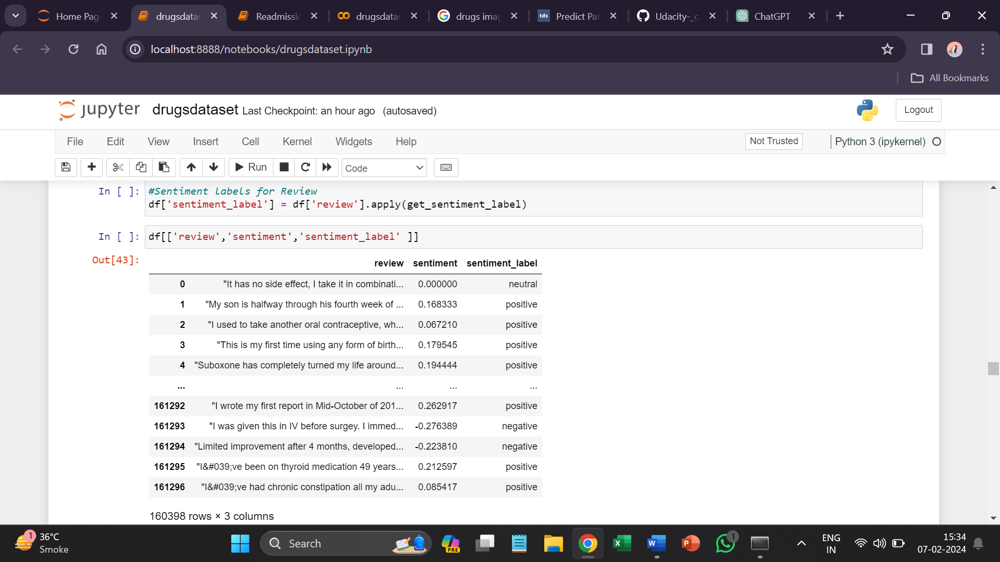 Home Pag
drugsdatas
Readmissic
drugsdatas
drugs imag
tds
Predict Pat
Udacity-_c
ChatGPT
localhost:8888/notebooks/drugsdataset.ipynb
All Bookmarks
jupyter drugsdataset Last Checkpoint: an hour ago (autosaved)
Logout
File Edit View Insert Cell Kernel Widgets Help
Not Trusted
Python 3 (ipykernel)
Run
Code
In [ ]: #Sentiment labels for Review
df['sentiment_label'] = df['review'].apply(get_sentiment_label)
In [ ]: df[['review','sentiment','sentiment_label' ]]
Out[43]:
review sentiment sentiment_label
0 "It has no side effect, I take it in combinati... 0.000000 neutral
1 "My son is halfway through his fourth week of ... 0.168333 positive
2 "I used to take another oral contraceptive, wh... 0.067210 positive
3 "This is my first time using any form of birth... 0.179545 positive
4 "Suboxone has completely turned my life around... 0.194444 positive
... ... ... ...
161292 "I wrote my first report in Mid-October of 201... 0.262917 positive
161293 "I was given this in IV before surgey. I immed... -0.276389 negative
161294 "Limited improvement after 4 months, developed... -0.223810 negative
161295 "I&#039;ve been on thyroid medication 49 years... 0.212597 positive
161296 "I&#039;ve had chronic constipation all my adu... 0.085417 positive
160398 rows × 3 columns
1
36°C
Smoke
Search
PRE
X
W
P
1
ENG
IN
15:34
07-02-2024